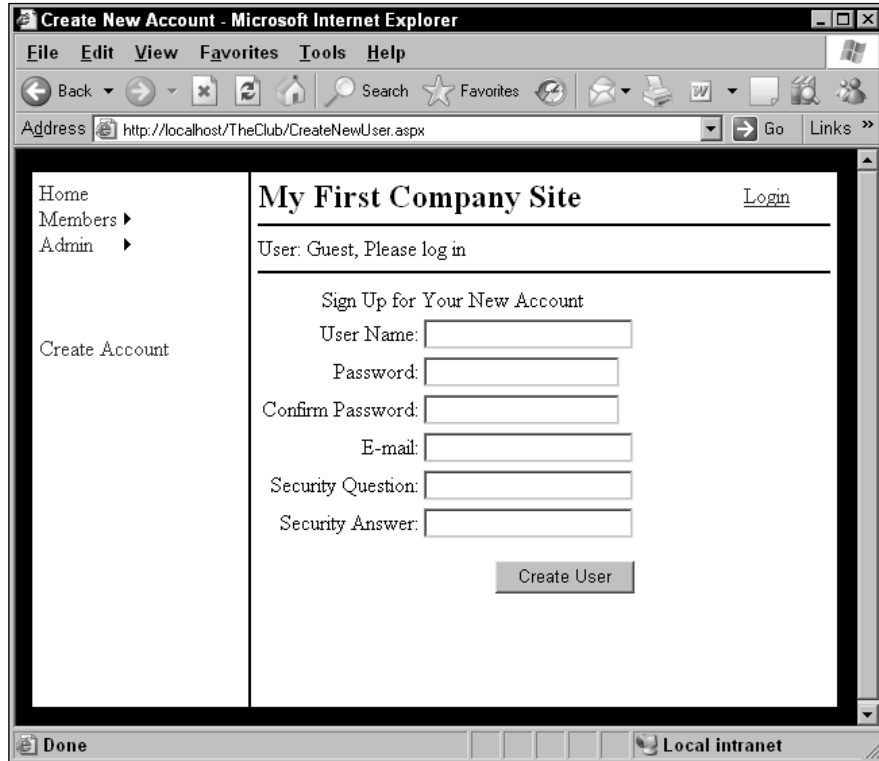 Create New Account - Microsoft Internet Explorer
File Edit View Favorites Tools Help
Back Search Favorites W
Address http://localhost/TheClub/CreateNewUser.aspx Go Links »
Home
Members
Admin
Create Account
My First Company Site Login
User: Guest, Please log in
Sign Up for Your New Account
User Name:
Password:
Confirm Password:
E-mail:
Security Question:
Security Answer:
Create User
Done Local intranet